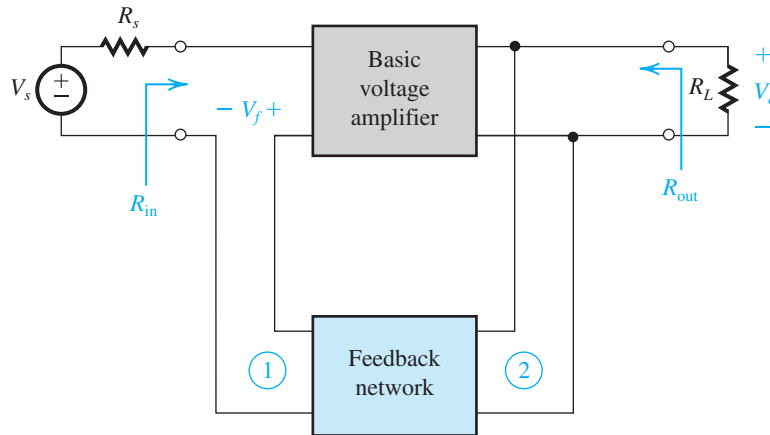 R_s
V_s
+
−
R_in
− V_f +
Basic
voltage
amplifier
R_out
R_L
+
V
−
1
Feedback
network
2